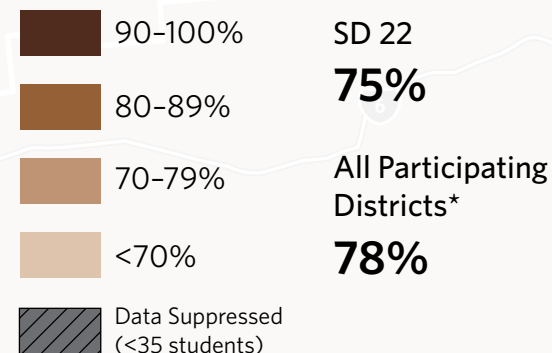 90–100%
80–89%
70–79%
<70%
Data Suppressed
(<35 students)
SD 22
75%
All Participating
Districts*
78%